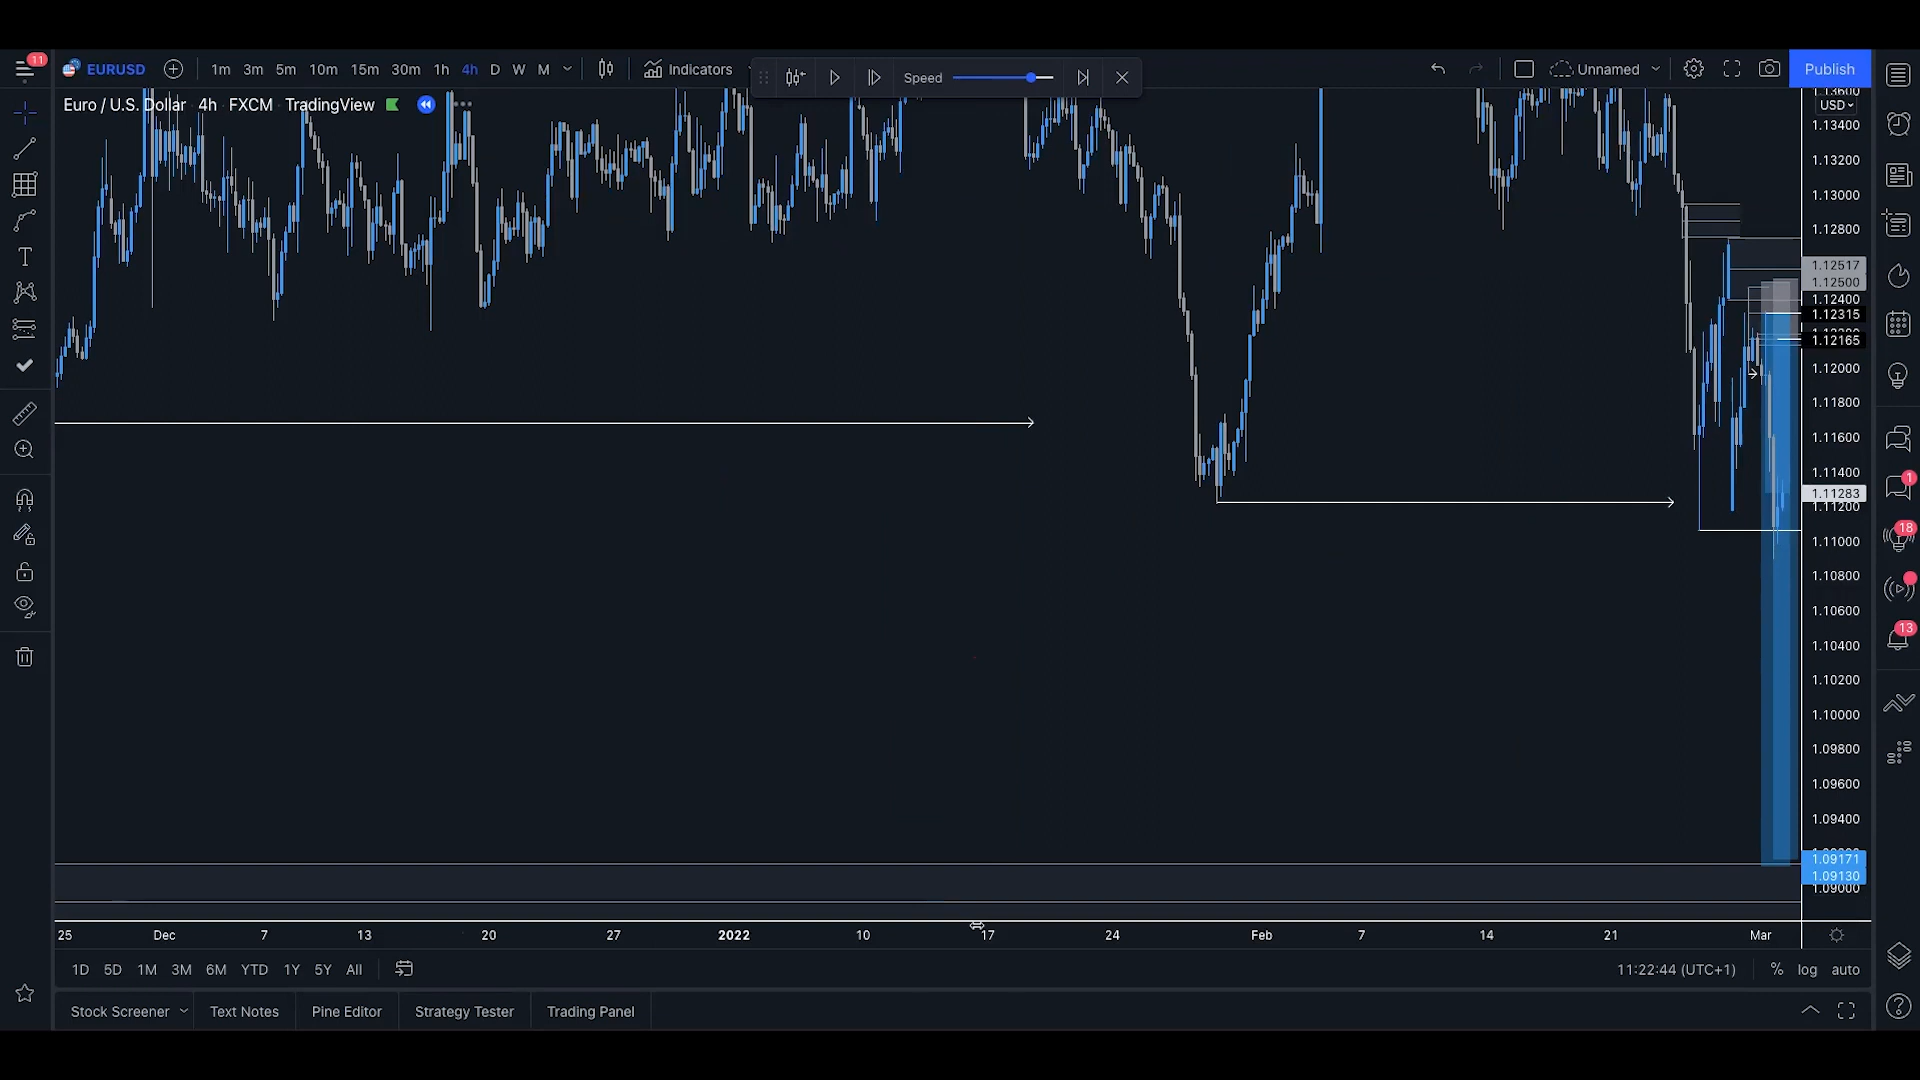 11
EURUSD
1m 3m 5m 10m 15m 30m 1h 4h D W M
Indicators
Speed
Unnamed
Publish
Euro / U.S. Dollar 4h FXCM TradingView
USD
1.13400
1.13200
1.13000
1.12800
1.12517
1.12500
1.12400
1.12315
1.12165
1.12000
1.11800
1.11600
1.11400
1.11283
1.11200
1.11000
1.10800
1.10600
1.10400
1.10200
1.10000
1.09800
1.09600
1.09400
1.09171
1.09130
1.09000
1
18
13
25 Dec 7 13 20 27 2022 10 17 24 Feb 7 14 21 Mar
1D 5D 1M 3M 6M YTD 1Y 5Y All
11:22:44 (UTC+1) % log auto
Stock Screener Text Notes Pine Editor Strategy Tester Trading Panel